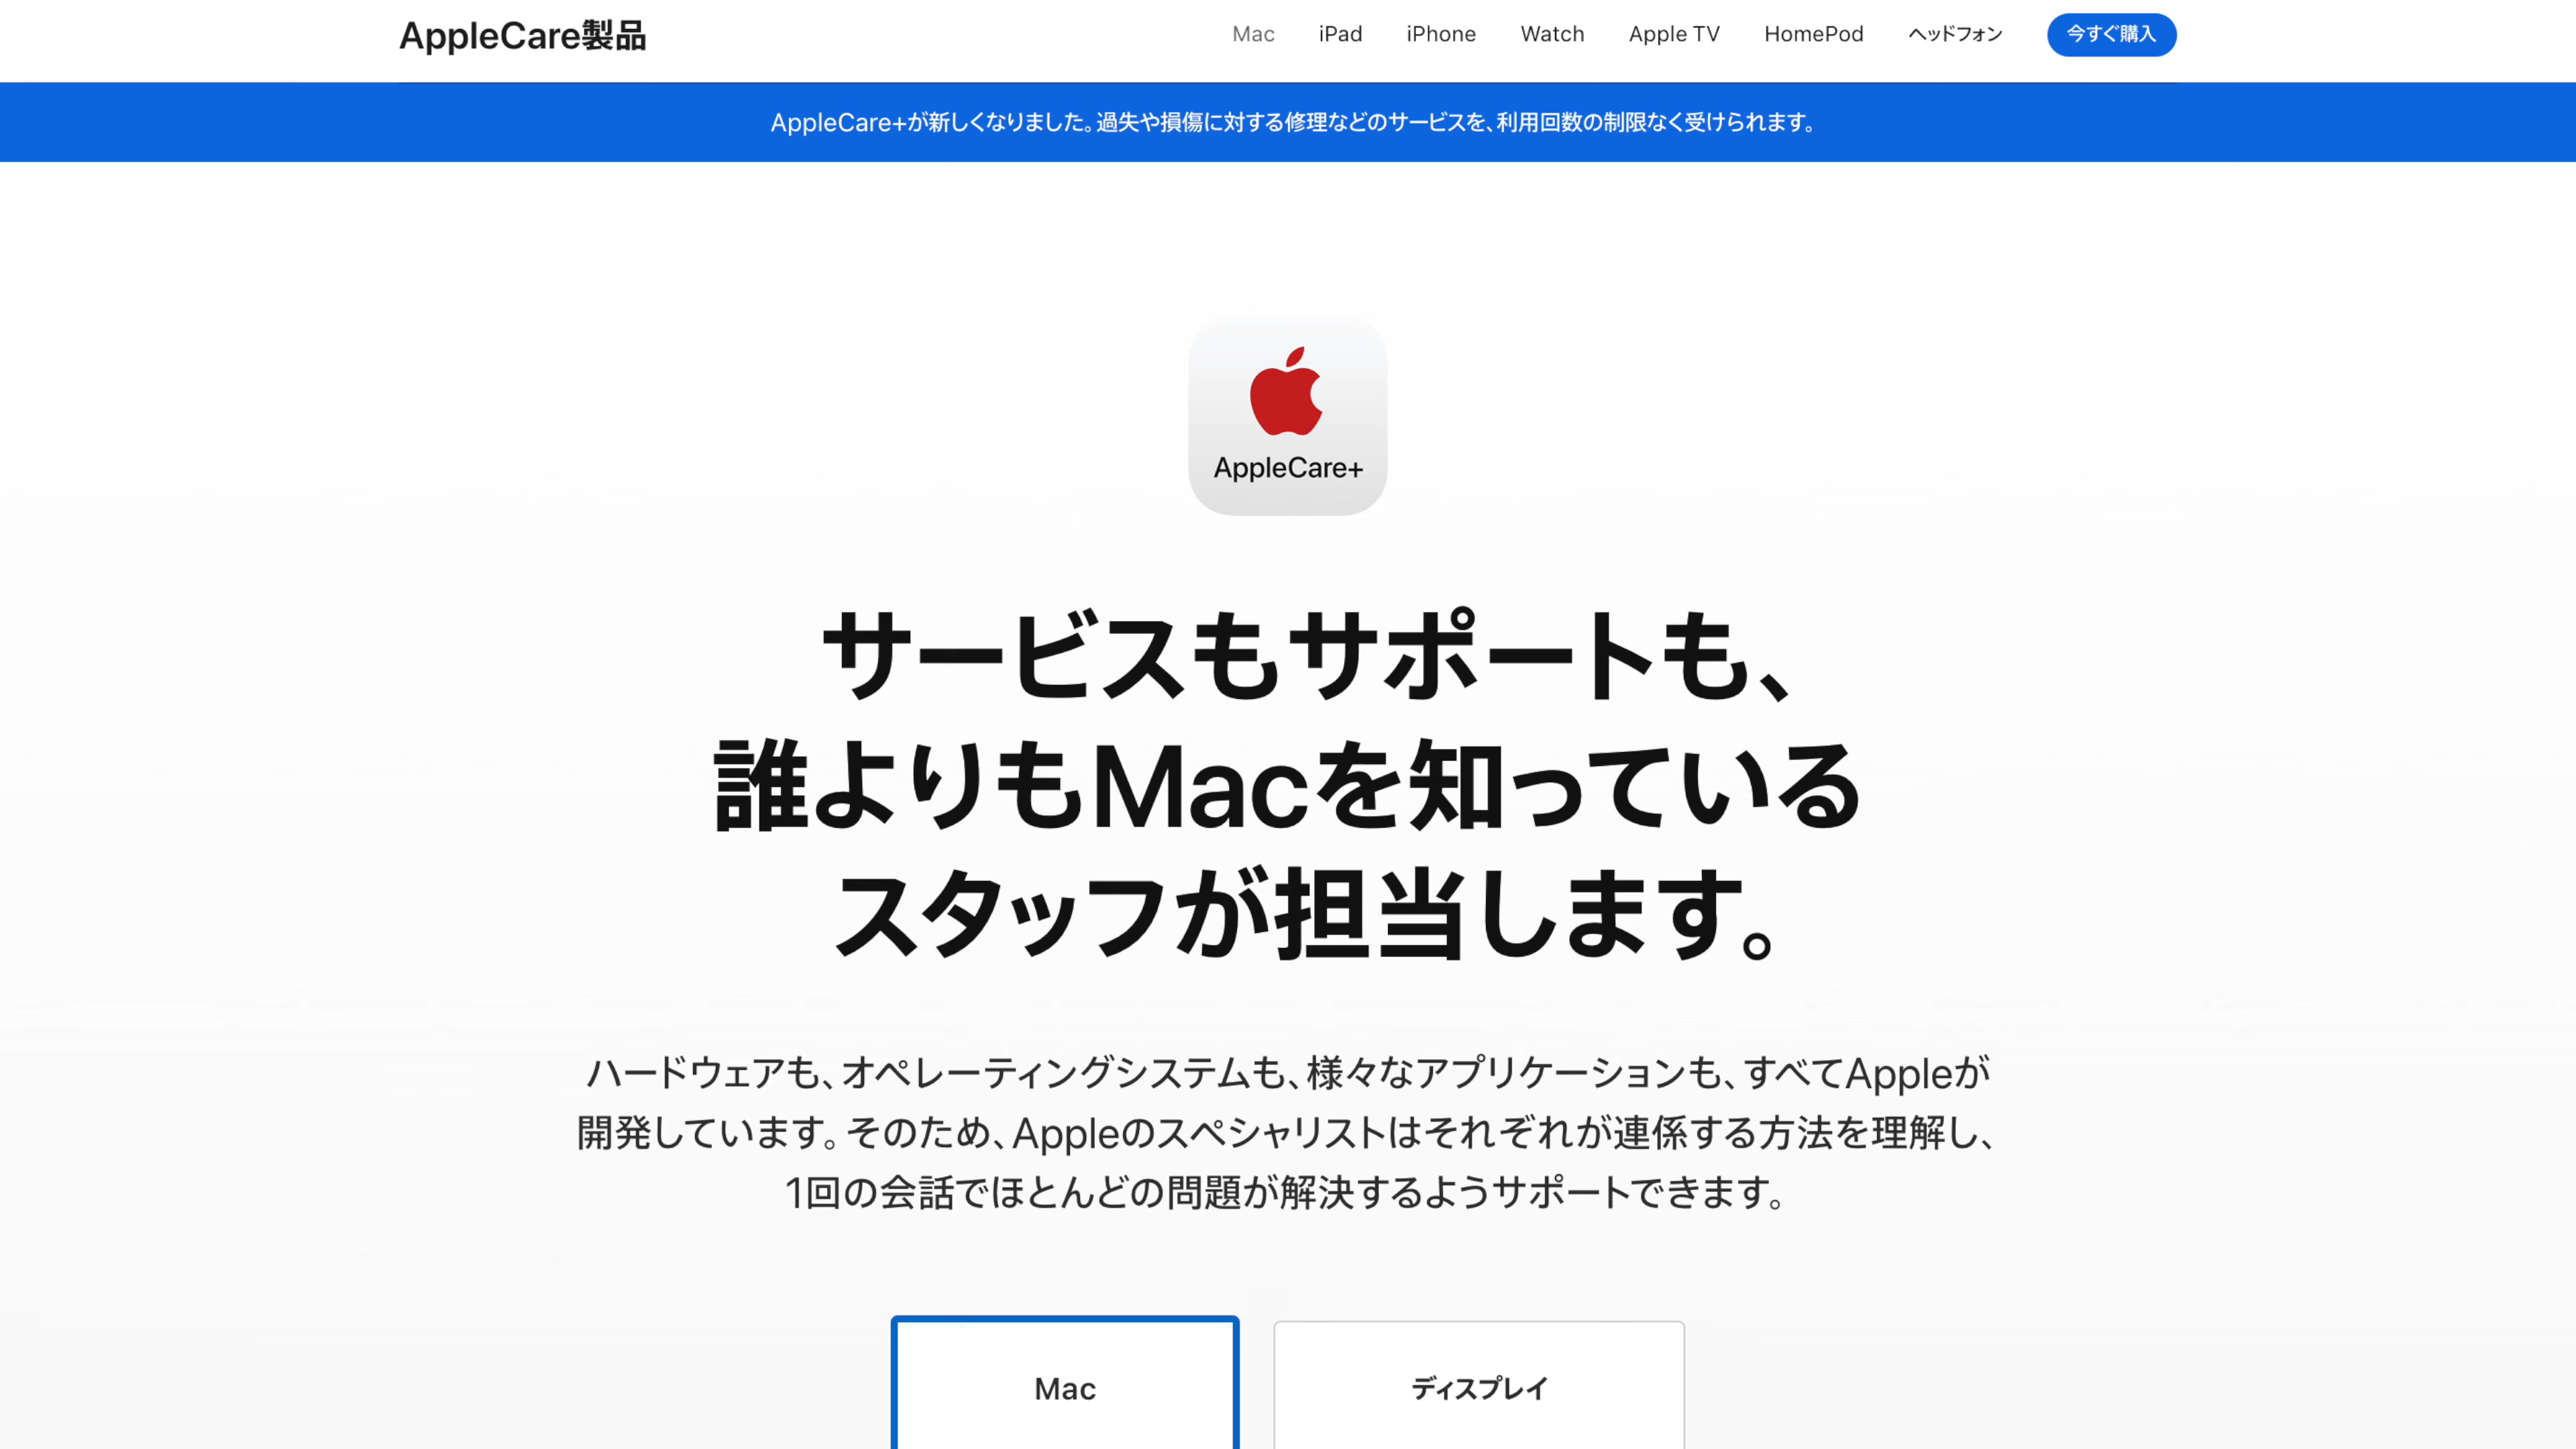 AppleCare製品
Mac iPad iPhone Watch Apple TV HomePod ヘッドフォン 今すぐ購入
AppleCare+が新しくなりました。過失や損傷に対する修理などのサービスを、利用回数の制限なく受けられます。
AppleCare+
サービスもサポートも、
誰よりもMacを知っている
スタッフが担当します。
ハードウェアも、オペレーティングシステムも、様々なアプリケーションも、すべてAppleが
開発しています。そのため、Appleのスペシャリストはそれぞれが連係する方法を理解し、
1回の会話でほとんどの問題が解決するようサポートできます。
Mac
ディスプレイ